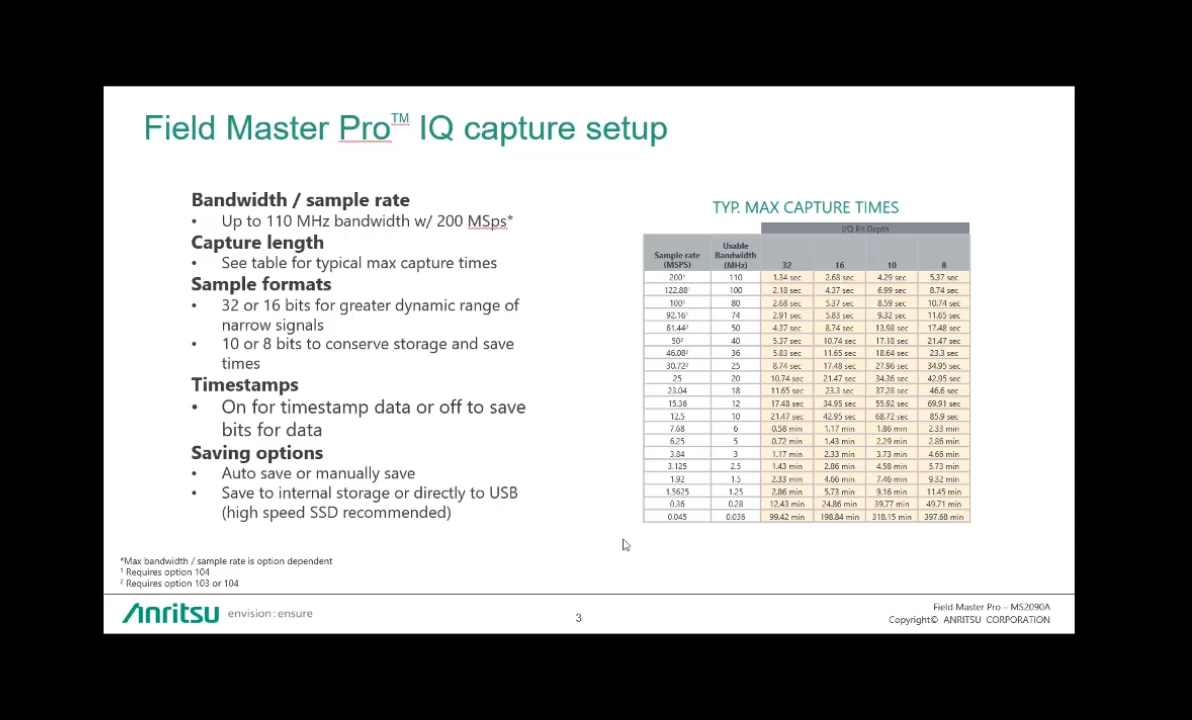 Field Master Pro™ IQ capture setup
Bandwidth / sample rate
• Up to 110 MHz bandwidth w/ 200 MSps*
Capture length
• See table for typical max capture times
Sample formats
• 32 or 16 bits for greater dynamic range of
narrow signals
• 10 or 8 bits to conserve storage and save
times
Timestamps
• On for timestamp data or off to save
bits for data
Saving options
• Auto save or manually save
• Save to internal storage or directly to USB
(high speed SSD recommended)
TYP. MAX CAPTURE TIMES
I/Q Bit Depth
Sample rate (MSPS) Usable Bandwidth (MHz) 32 16 10 8
200¹ 110 1.34 sec 2.68 sec 4.29 sec 5.37 sec
122.88¹ 100 2.18 sec 4.37 sec 6.99 sec 8.74 sec
100¹ 80 2.68 sec 5.37 sec 8.59 sec 10.74 sec
92.16¹ 74 2.91 sec 5.83 sec 9.32 sec 11.65 sec
61.44² 50 4.37 sec 8.74 sec 13.98 sec 17.48 sec
50² 40 5.37 sec 10.74 sec 17.18 sec 21.47 sec
46.08² 36 5.83 sec 11.65 sec 18.64 sec 23.3 sec
30.72² 25 8.74 sec 17.48 sec 27.96 sec 34.95 sec
25 20 10.74 sec 21.47 sec 34.36 sec 42.95 sec
23.04 18 11.65 sec 23.3 sec 37.28 sec 46.6 sec
15.36 12 17.48 sec 34.95 sec 55.92 sec 69.91 sec
12.5 10 21.47 sec 42.95 sec 68.72 sec 85.9 sec
7.68 6 0.58 min 1.17 min 1.86 min 2.33 min
6.25 5 0.72 min 1.43 min 2.29 min 2.86 min
3.84 3 1.17 min 2.33 min 3.73 min 4.66 min
3.125 2.5 1.43 min 2.86 min 4.58 min 5.73 min
1.92 1.5 2.33 min 4.66 min 7.46 min 9.32 min
1.5625 1.25 2.86 min 5.73 min 9.16 min 11.45 min
0.36 0.28 12.43 min 24.86 min 39.77 min 49.71 min
0.045 0.036 99.42 min 198.84 min 318.15 min 397.68 min
*Max bandwidth / sample rate is option dependent
¹ Requires option 104
² Requires option 103 or 104
Anritsu envision : ensure
3
Field Master Pro – MS2090A
Copyright© ANRITSU CORPORATION